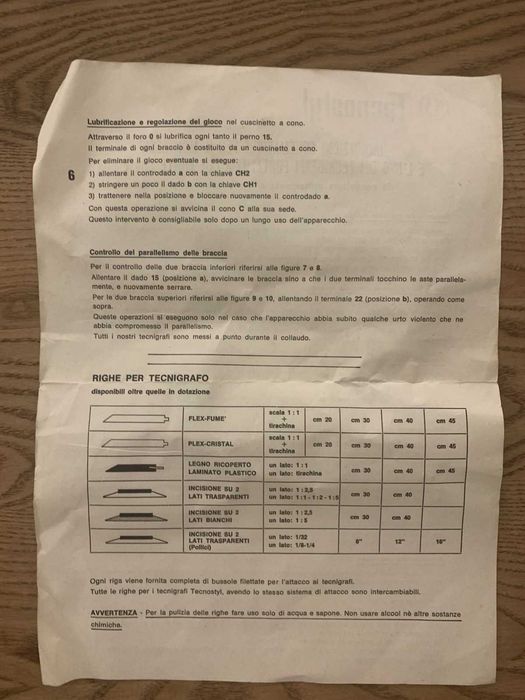 Lubrificazione e regolazione del gioco nel cuscinetto a cono.
Attraverso il foro 0 si lubrifica ogni tanto il perno 15.
Il terminale di ogni braccio è costituito da un cuscinetto a cono.
Per eliminare il gioco eventuale si esegue:
6
1) allentare il controdado a con la chiave CH2
2) stringere un poco il dado b con la chiave CH1
3) trattenere nella posizione e bloccare nuovamente il controdado a.
Con questa operazione si avvicina il cono C alla sua sede.
Questo intervento è consigliabile solo dopo un lungo uso dell'apparecchio.
Controllo del parallelismo delle braccia
Per il controllo delle due braccia inferiori riferirsi alle figure 7 e 8.
Allentare il dado 15 (posizione a), avvicinare le braccia sino a che i due terminali tocchino le aste parallela-
mente, e nuovamente serrare.
Per le due braccia superiori riferirsi alle figure 9 e 10, allentando il terminale 22 (posizione b), operando come
sopra.
Queste operazioni si eseguono solo nel caso che l'apparecchio abbia subito qualche urto violento che ne
abbia compromesso il parallelismo.
Tutti i nostri tecnigrafi sono messi a punto durante il collaudo.
RIGHE PER TECNIGRAFO
disponibili oltre quelle in dotazione
FLEX-FUME' scala 1:1 + tirachina cm 20 cm 30 cm 40 cm 45
PLEX-CRISTAL scala 1:1 + tirachina cm 20 cm 30 cm 40 cm 45
LEGNO RICOPERTO un lato: 1:1
LAMINATO PLASTICO un lato: tirachina cm 30 cm 40 cm 45
INCISIONE SU 2 un lato: 1:2,5
LATI TRASPARENTI un lato: 1:1-1:2-1:5 cm 30 cm 40
INCISIONE SU 2 un lato: 1:2,5
LATI BIANCHI un lato: 1:5 cm 30 cm 40
INCISIONE SU 2 un lato: 1/32
LATI TRASPARENTI un lato: 1/8-1/4 8" 12" 16"
(Pollici)
Ogni riga viene fornita completa di bussole filettate per l'attacco ai tecnigrafi.
Tutte le righe per i tecnigrafi Tecnostyl, avendo lo stesso sistema di attacco sono intercambiabili.
AVVERTENZA - Per la pulizia delle righe fare uso solo di acqua e sapone. Non usare alcool nè altre sostanze
chimiche.